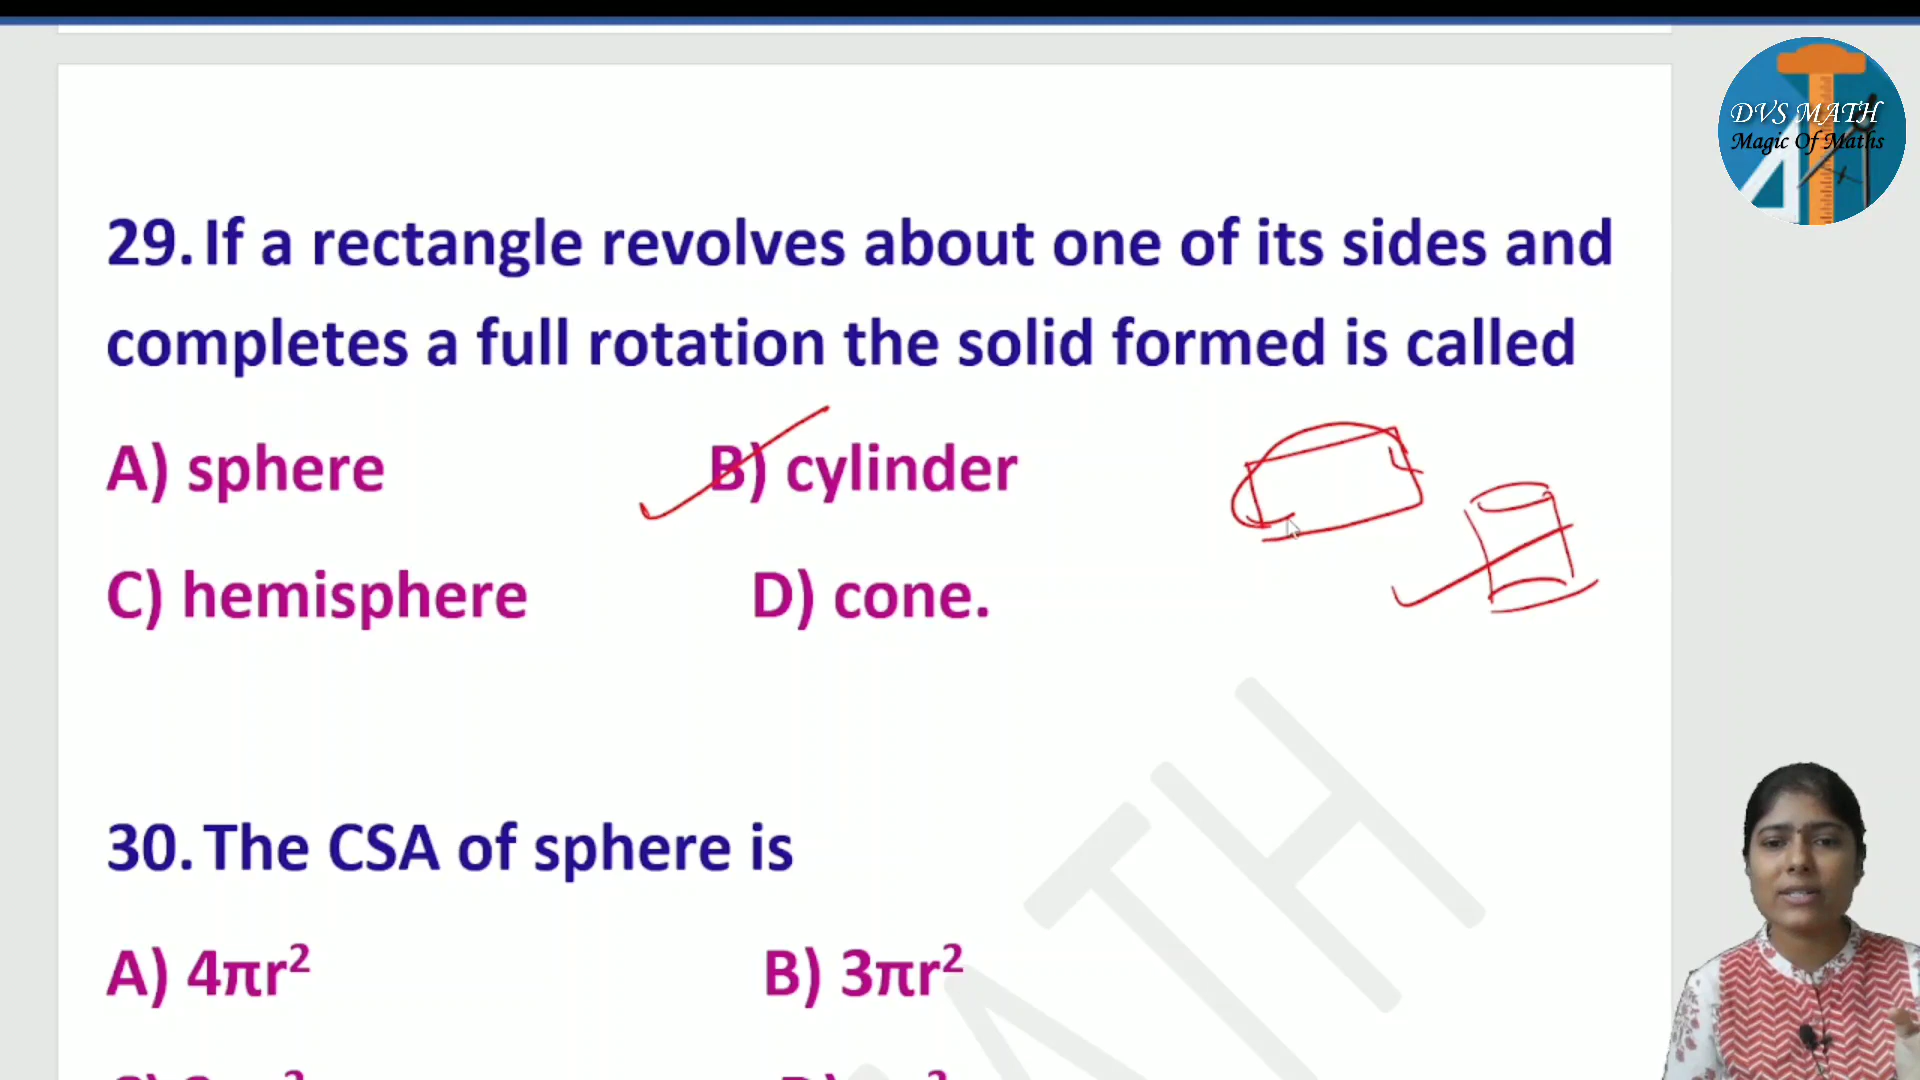 DVS MATH
Magic Of Maths
29. If a rectangle revolves about one of its sides and
completes a full rotation the solid formed is called
A) sphere B) cylinder
C) hemisphere D) cone.
30. The CSA of sphere is
A) 4πr² B) 3πr²
MATH